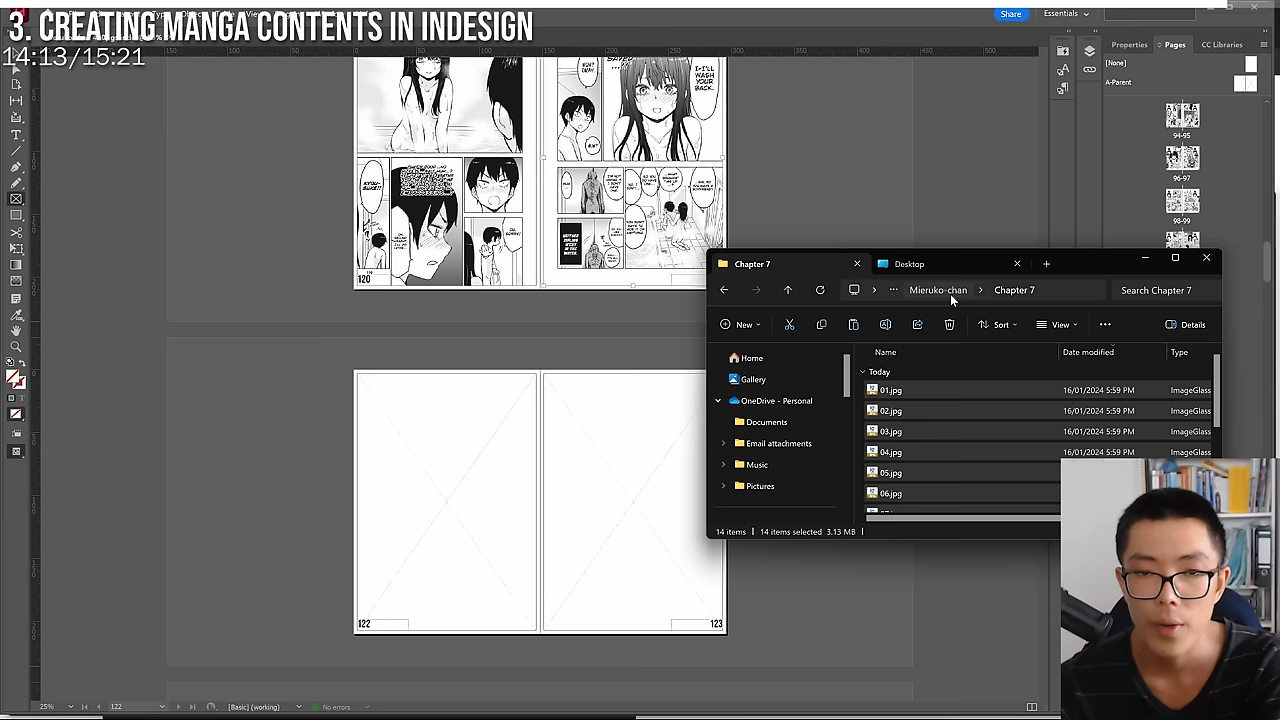 3. CREATING MANGA CONTENTS IN INDESIGN
14:13/15:21
Share
Essentials
Properties
Pages
CC Libraries
[None]
A-Parent
94-95
96-97
98-99
I-I'LL WASH YOUR BACK.
120
122
123
Chapter 7
Desktop
Mieruko-chan
Chapter 7
Search Chapter 7
New
Sort
View
Details
Name
Date modified
Type
Today
01.jpg
16/01/2024 5:59 PM
ImageGlass
02.jpg
16/01/2024 5:59 PM
ImageGlass
03.jpg
16/01/2024 5:59 PM
ImageGlass
04.jpg
16/01/2024 5:59 PM
ImageGlass
05.jpg
06.jpg
Home
Gallery
OneDrive - Personal
Documents
Email attachments
Music
Pictures
14 items
14 items selected 3.13 MB
25%
122
[Basic] (working)
No errors